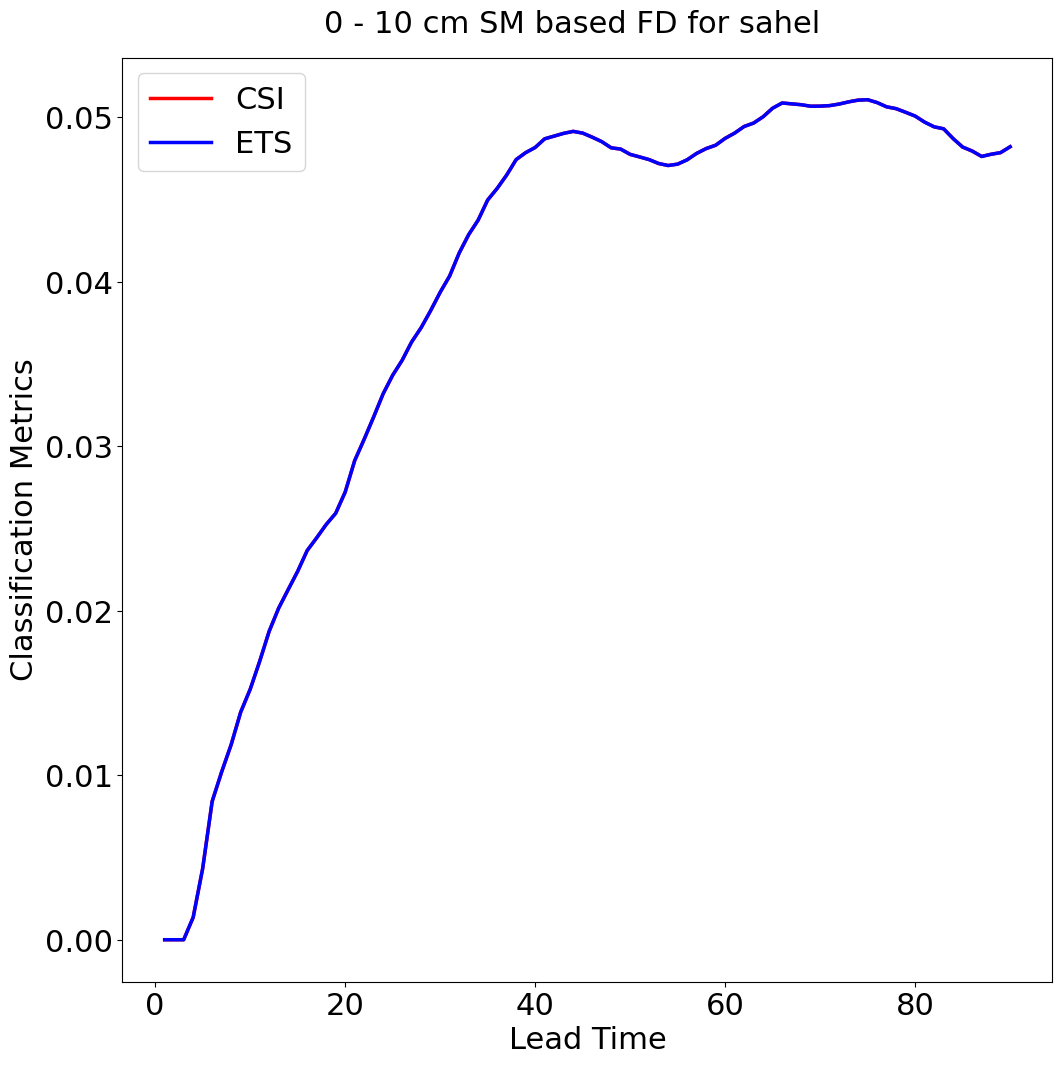 0 - 10 cm SM based FD for sahel
CSI
ETS
0.05
0.04
0.03
0.02
0.01
0.00
Classification Metrics
0 20 40 60 80
Lead Time